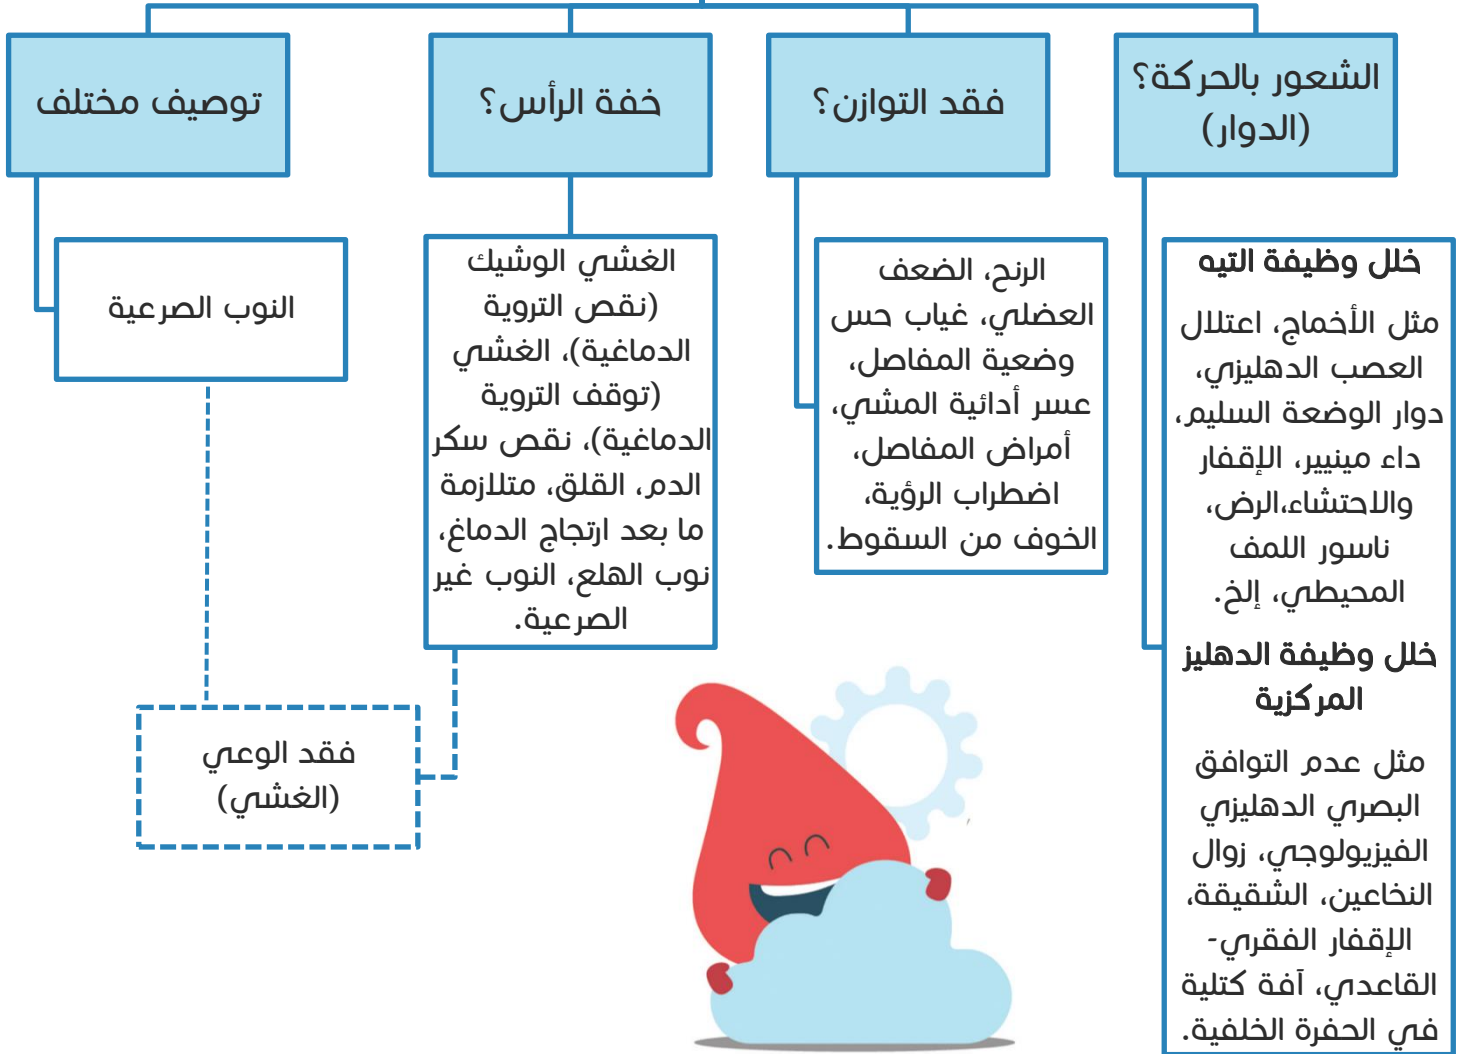 الشعور بالحركة؟
(الدوار)
فقد التوازن؟
خفة الرأس؟
توصيف مختلف
خلل وظيفة التيه
مثل الأخماج، اعتلال
العصب الدهليزي،
دوار الوضعة السليم،
داء مينيير، الإقفار
والاحتشاء،الرض،
ناسور اللمف
المحيطي، إلخ.
خلل وظيفة الدهليز
المركزية
مثل عدم التوافق
البصري الدهليزي
الفيزيولوجي، زوال
النخاعين، الشقيقة،
الإقفار الفقري-
القاعدي، آفة كتلية
في الحفرة الخلفية.
الرنح، الضعف
العضلي، غياب حس
وضعية المفاصل،
عسر أدائية المشي،
أمراض المفاصل،
اضطراب الرؤية،
الخوف من السقوط.
الغشي الوشيك
(نقص التروية
الدماغية)، الغشي
(توقف التروية
الدماغية)، نقص سكر
الدم، القلق، متلازمة
ما بعد ارتجاج الدماغ،
نوب الهلع، النوب غير
الصرعية.
النوب الصرعية
فقد الوعي
(الغشي)